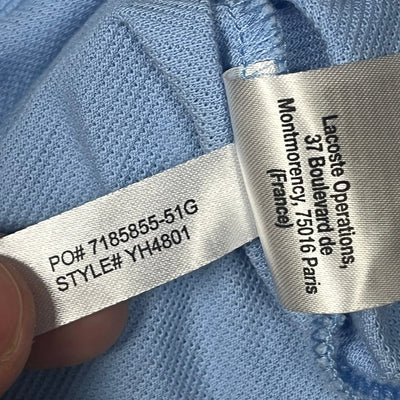 PO# 7185855-51G
STYLE# YH4801
Lacoste Operations,
37 Boulevard de
Montmorency, 75016 Paris
(France)